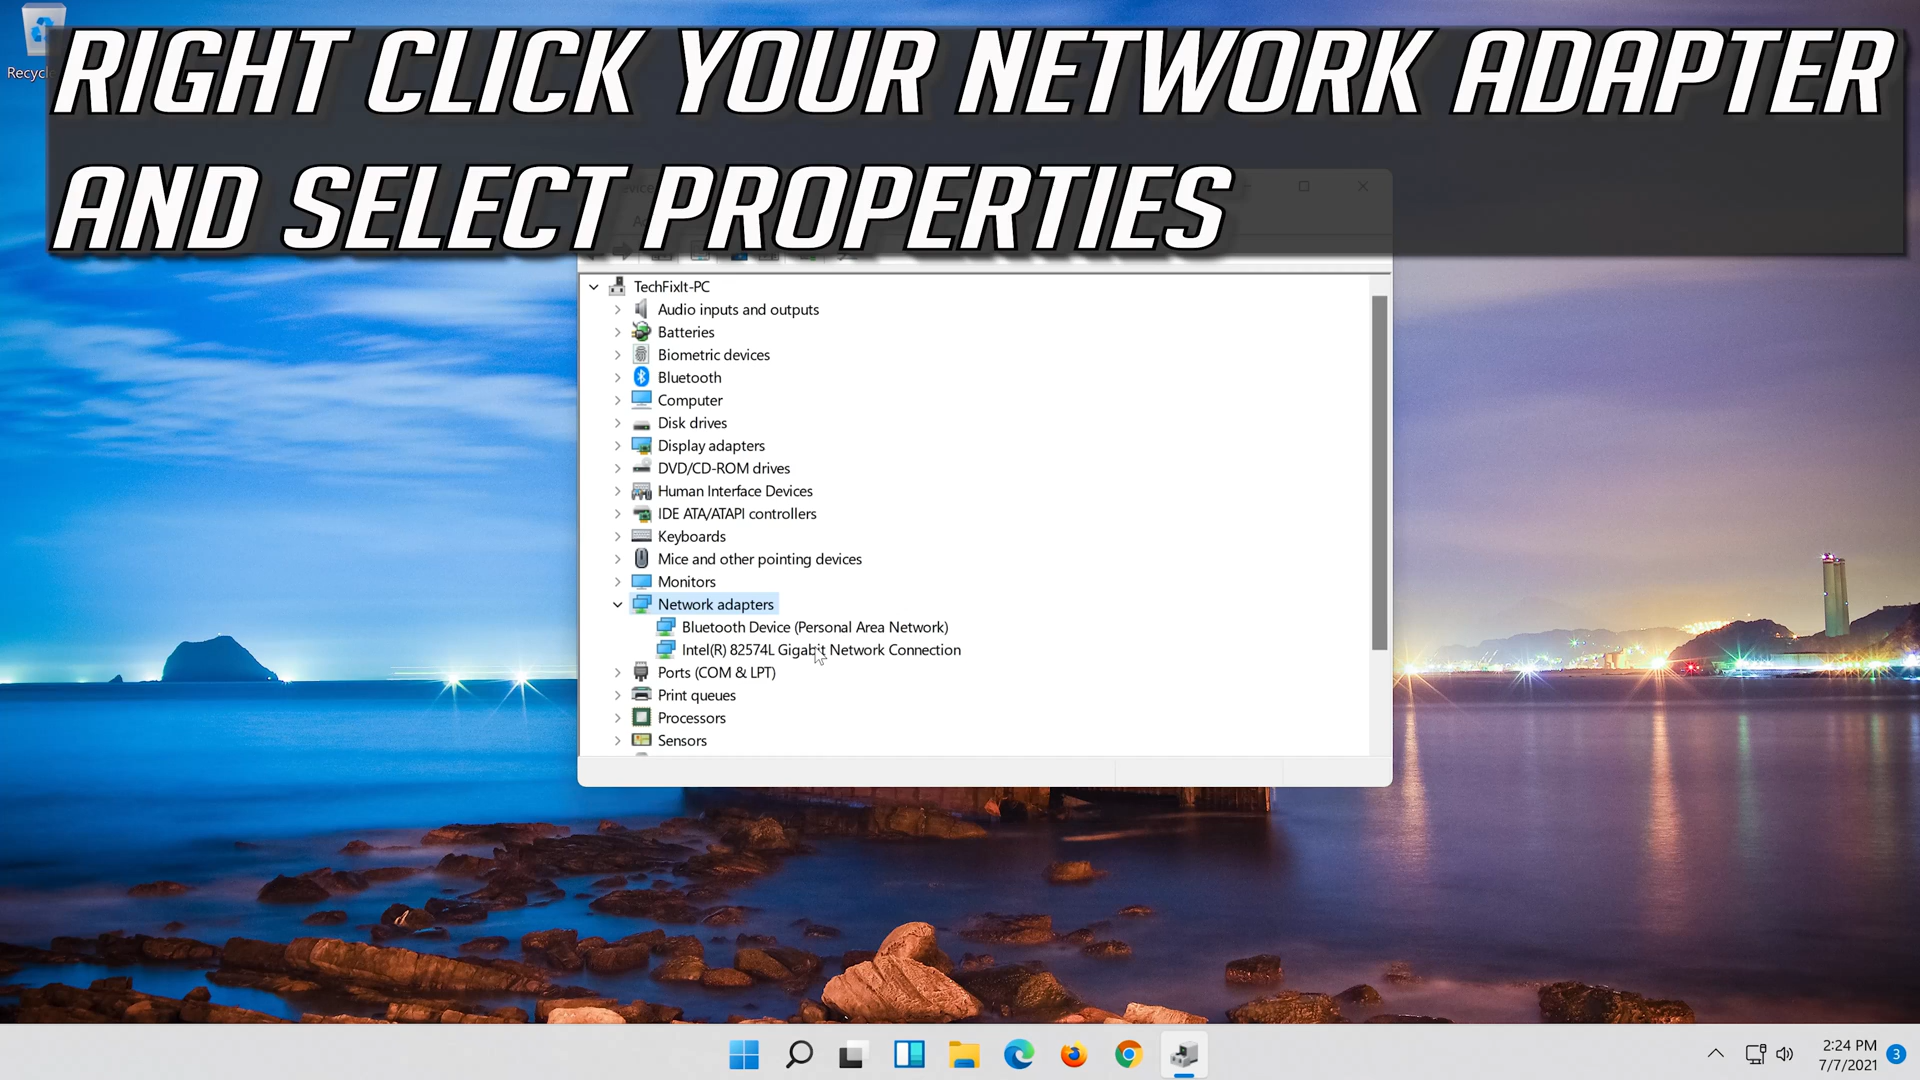 RIGHT CLICK YOUR NETWORK ADAPTER
AND SELECT PROPERTIES
TechFixIt-PC
Audio inputs and outputs
Batteries
Biometric devices
Bluetooth
Computer
Disk drives
Display adapters
DVD/CD-ROM drives
Human Interface Devices
IDE ATA/ATAPI controllers
Keyboards
Mice and other pointing devices
Monitors
Network adapters
Bluetooth Device (Personal Area Network)
Intel(R) 82574L Gigabit Network Connection
Ports (COM & LPT)
Print queues
Processors
Sensors
2:24 PM
7/7/2021
3